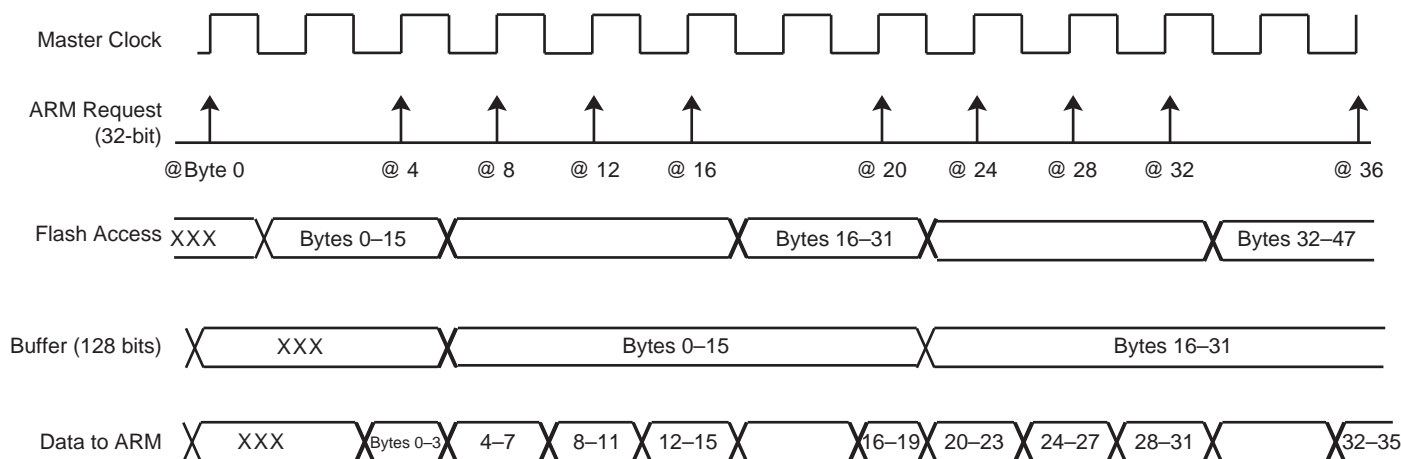 Master Clock
ARM Request
(32-bit)
@Byte 0 @ 4 @ 8 @ 12 @ 16 @ 20 @ 24 @ 28 @ 32 @ 36
Flash Access XXX Bytes 0–15 Bytes 16–31 Bytes 32–47
Buffer (128 bits) XXX Bytes 0–15 Bytes 16–31
Data to ARM XXX Bytes 0–3 4–7 8–11 12–15 16–19 20–23 24–27 28–31 32–35